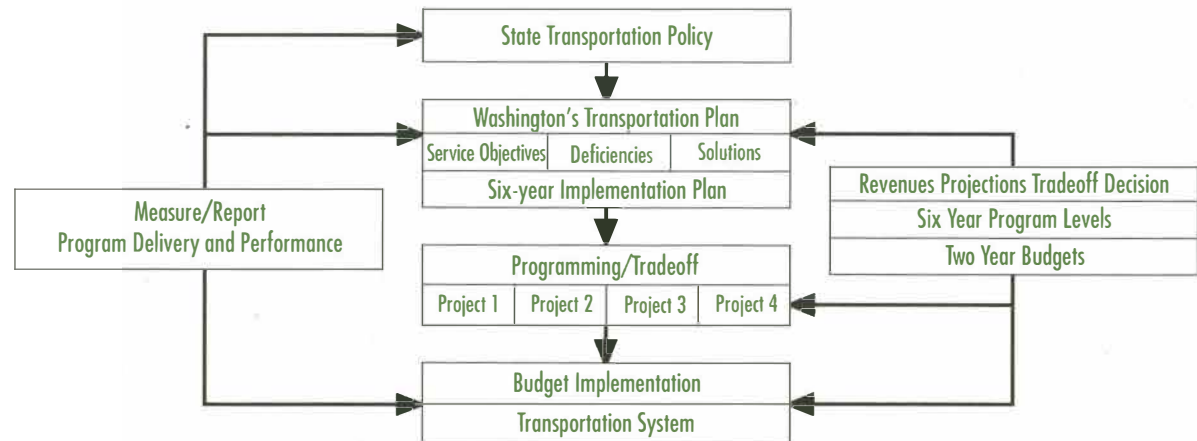 State Transportation Policy
Washington's Transportation Plan
Service Objectives
Deficiencies
Solutions
Six-year Implementation Plan
Measure/Report
Program Delivery and Performance
Revenues Projections Tradeoff Decision
Six Year Program Levels
Two Year Budgets
Programming/Tradeoff
Project 1
Project 2
Project 3
Project 4
Budget Implementation
Transportation System